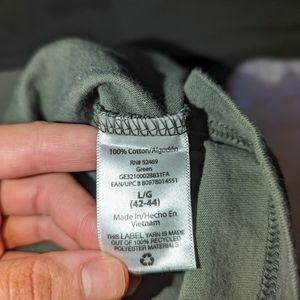 100% Cotton/Algodón
RN# 52469
Green
GE32100028831FA
EAN/UPC 8 80978014551
L/G
(42-44)
Made In/Hecho En
Vietnam
THIS LABEL YARN IS MADE
OUT OF 100% RECYCLED
POLYESTER MATERIALS